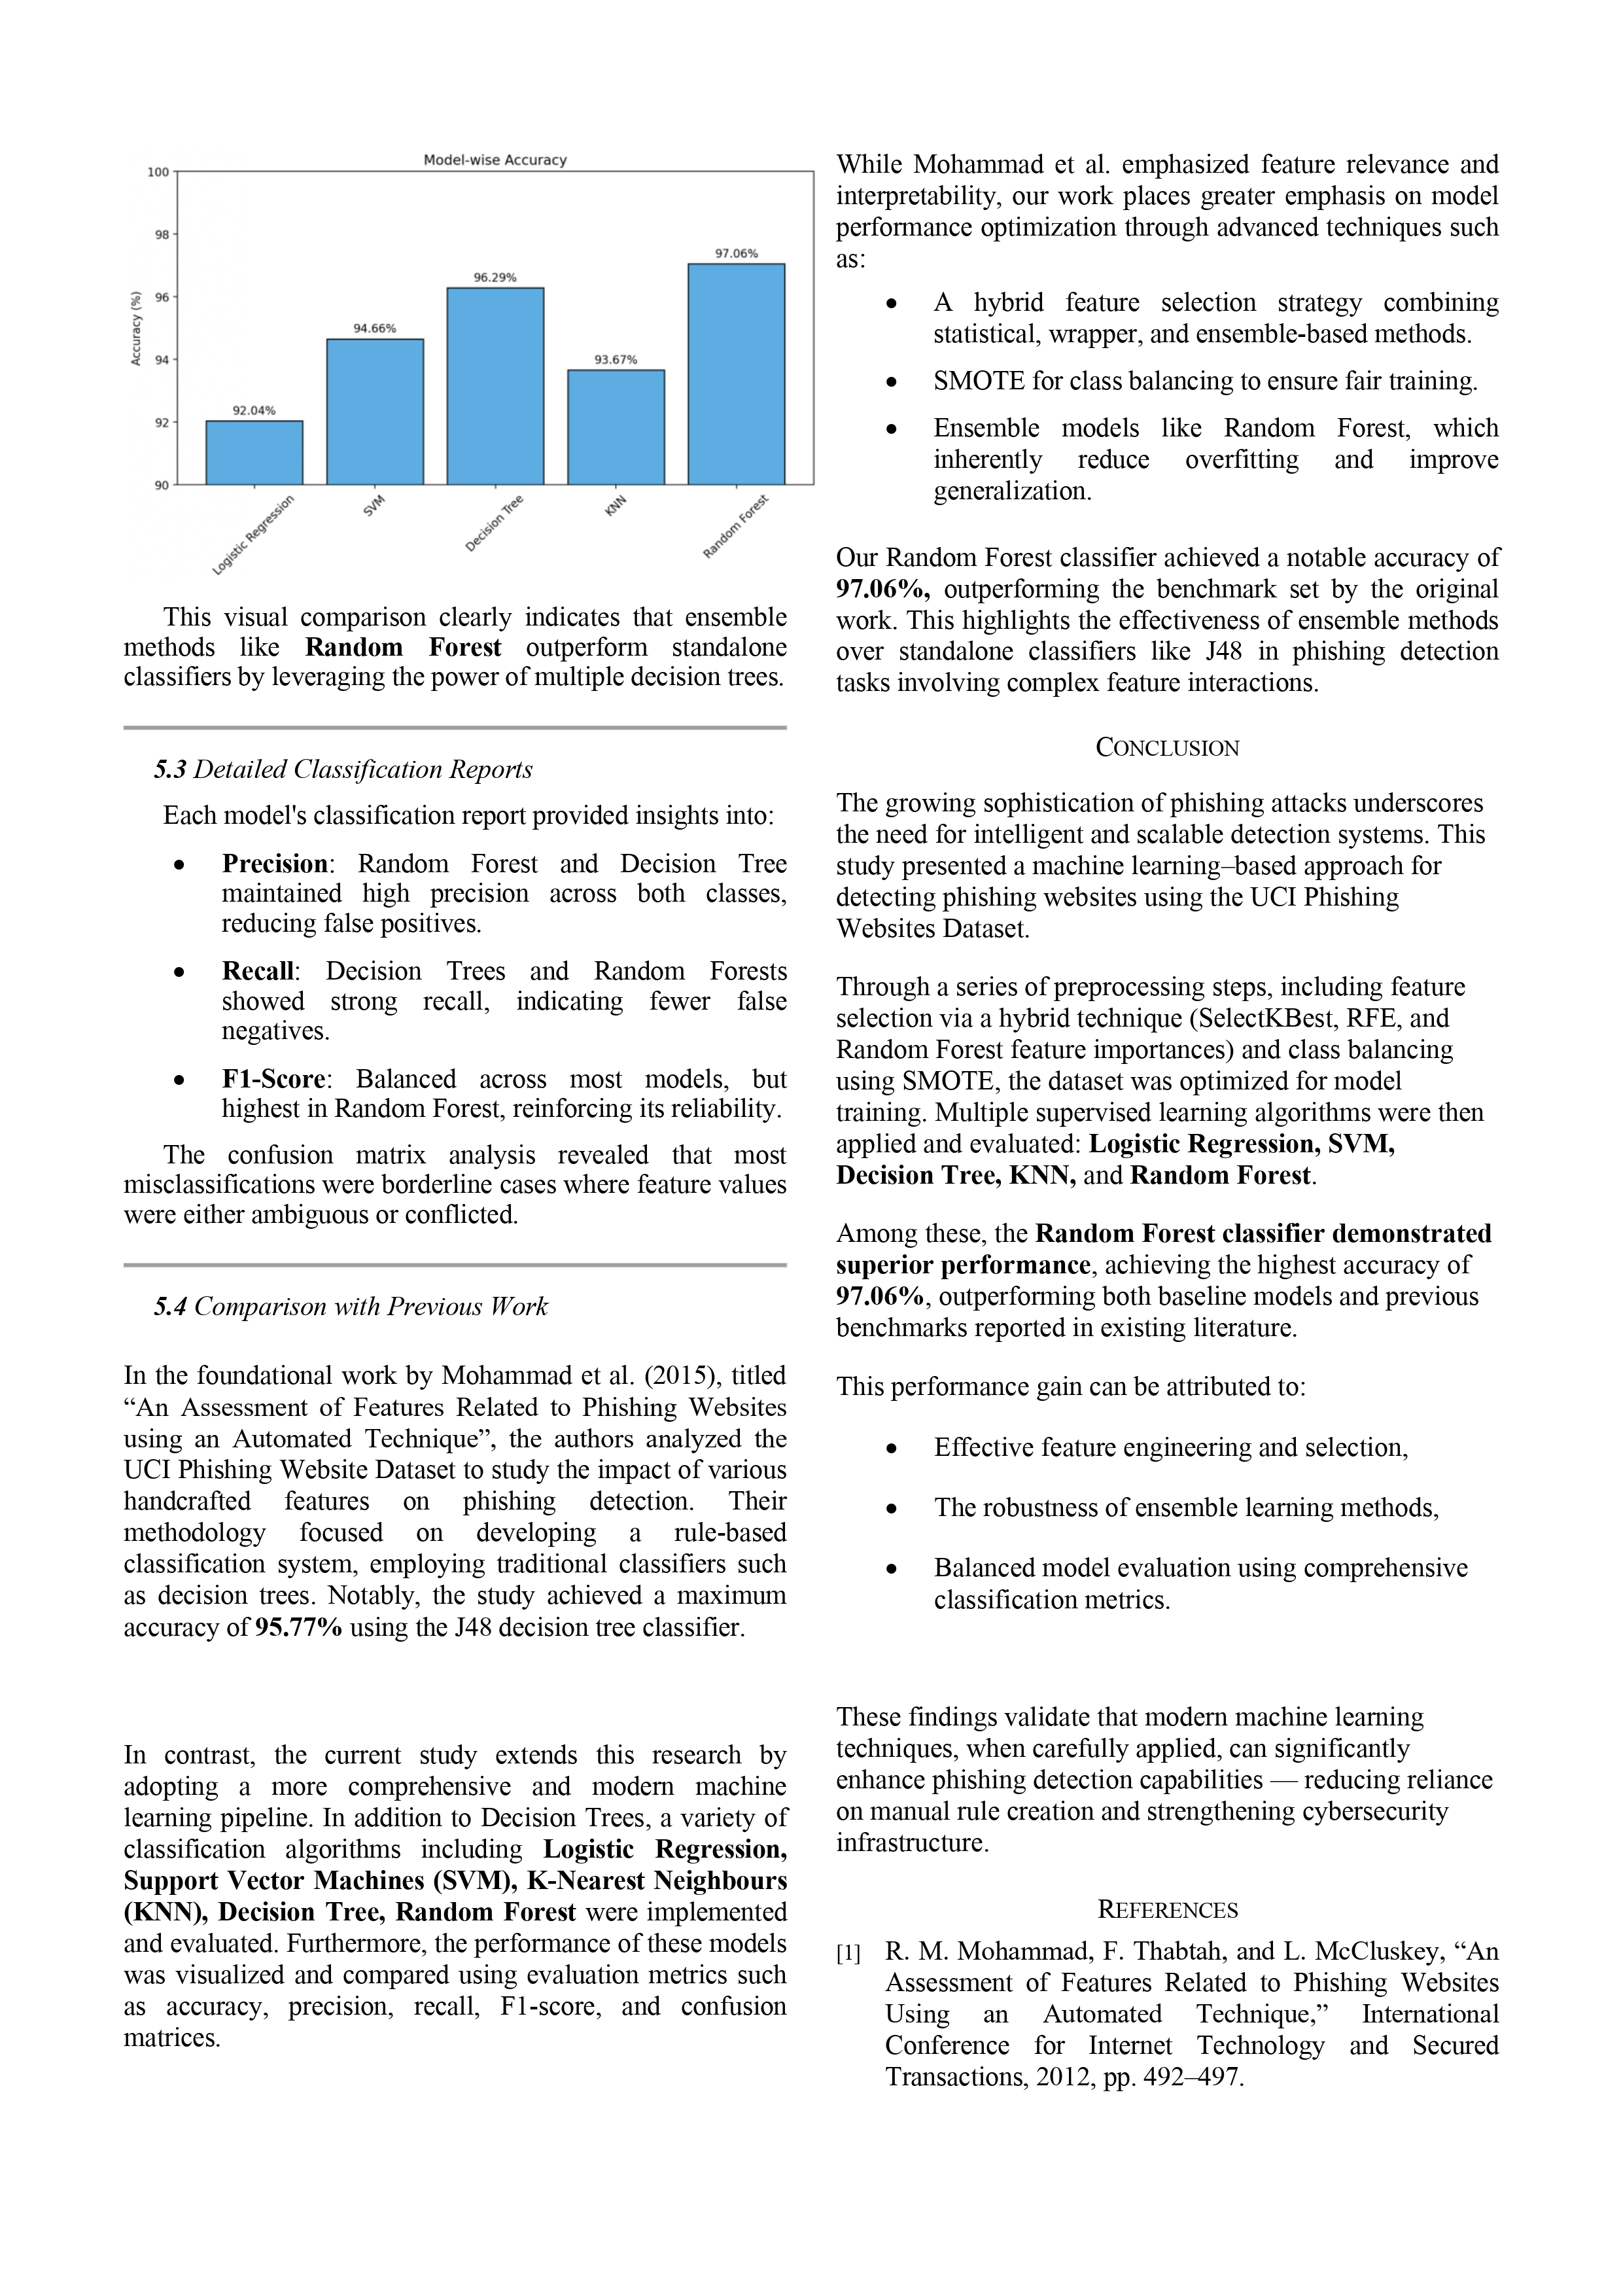 Model-wise Accuracy
100
98
96
94
92
90
Accuracy (%)
92.04%
94.66%
96.29%
93.67%
97.06%
Logistic Regression
SVM
Decision Tree
KNN
Random Forest
This visual comparison clearly indicates that ensemble
methods like Random Forest outperform standalone
classifiers by leveraging the power of multiple decision trees.
5.3 Detailed Classification Reports
Each model's classification report provided insights into:
• Precision: Random Forest and Decision Tree
maintained high precision across both classes,
reducing false positives.
• Recall: Decision Trees and Random Forests
showed strong recall, indicating fewer false
negatives.
• F1-Score: Balanced across most models, but
highest in Random Forest, reinforcing its reliability.
The confusion matrix analysis revealed that most
misclassifications were borderline cases where feature values
were either ambiguous or conflicted.
5.4 Comparison with Previous Work
In the foundational work by Mohammad et al. (2015), titled
“An Assessment of Features Related to Phishing Websites
using an Automated Technique”, the authors analyzed the
UCI Phishing Website Dataset to study the impact of various
handcrafted features on phishing detection. Their
methodology focused on developing a rule-based
classification system, employing traditional classifiers such
as decision trees. Notably, the study achieved a maximum
accuracy of 95.77% using the J48 decision tree classifier.
In contrast, the current study extends this research by
adopting a more comprehensive and modern machine
learning pipeline. In addition to Decision Trees, a variety of
classification algorithms including Logistic Regression,
Support Vector Machines (SVM), K-Nearest Neighbours
(KNN), Decision Tree, Random Forest were implemented
and evaluated. Furthermore, the performance of these models
was visualized and compared using evaluation metrics such
as accuracy, precision, recall, F1-score, and confusion
matrices.
While Mohammad et al. emphasized feature relevance and
interpretability, our work places greater emphasis on model
performance optimization through advanced techniques such
as:
• A hybrid feature selection strategy combining
statistical, wrapper, and ensemble-based methods.
• SMOTE for class balancing to ensure fair training.
• Ensemble models like Random Forest, which
inherently reduce overfitting and improve
generalization.
Our Random Forest classifier achieved a notable accuracy of
97.06%, outperforming the benchmark set by the original
work. This highlights the effectiveness of ensemble methods
over standalone classifiers like J48 in phishing detection
tasks involving complex feature interactions.
CONCLUSION
The growing sophistication of phishing attacks underscores
the need for intelligent and scalable detection systems. This
study presented a machine learning–based approach for
detecting phishing websites using the UCI Phishing
Websites Dataset.
Through a series of preprocessing steps, including feature
selection via a hybrid technique (SelectKBest, RFE, and
Random Forest feature importances) and class balancing
using SMOTE, the dataset was optimized for model
training. Multiple supervised learning algorithms were then
applied and evaluated: Logistic Regression, SVM,
Decision Tree, KNN, and Random Forest.
Among these, the Random Forest classifier demonstrated
superior performance, achieving the highest accuracy of
97.06%, outperforming both baseline models and previous
benchmarks reported in existing literature.
This performance gain can be attributed to:
• Effective feature engineering and selection,
• The robustness of ensemble learning methods,
• Balanced model evaluation using comprehensive
classification metrics.
These findings validate that modern machine learning
techniques, when carefully applied, can significantly
enhance phishing detection capabilities — reducing reliance
on manual rule creation and strengthening cybersecurity
infrastructure.
REFERENCES
[1] R. M. Mohammad, F. Thabtah, and L. McCluskey, “An
Assessment of Features Related to Phishing Websites
Using an Automated Technique,” International
Conference for Internet Technology and Secured
Transactions, 2012, pp. 492–497.